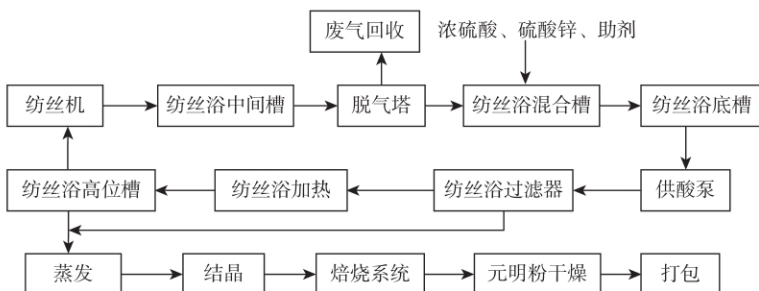 废气回收
浓硫酸、硫酸锌、助剂
纺丝机
纺丝浴中间槽
脱气塔
纺丝浴混合槽
纺丝浴底槽
纺丝浴高位槽
纺丝浴加热
纺丝浴过滤器
供酸泵
蒸发
结晶
焙烧系统
元明粉干燥
打包